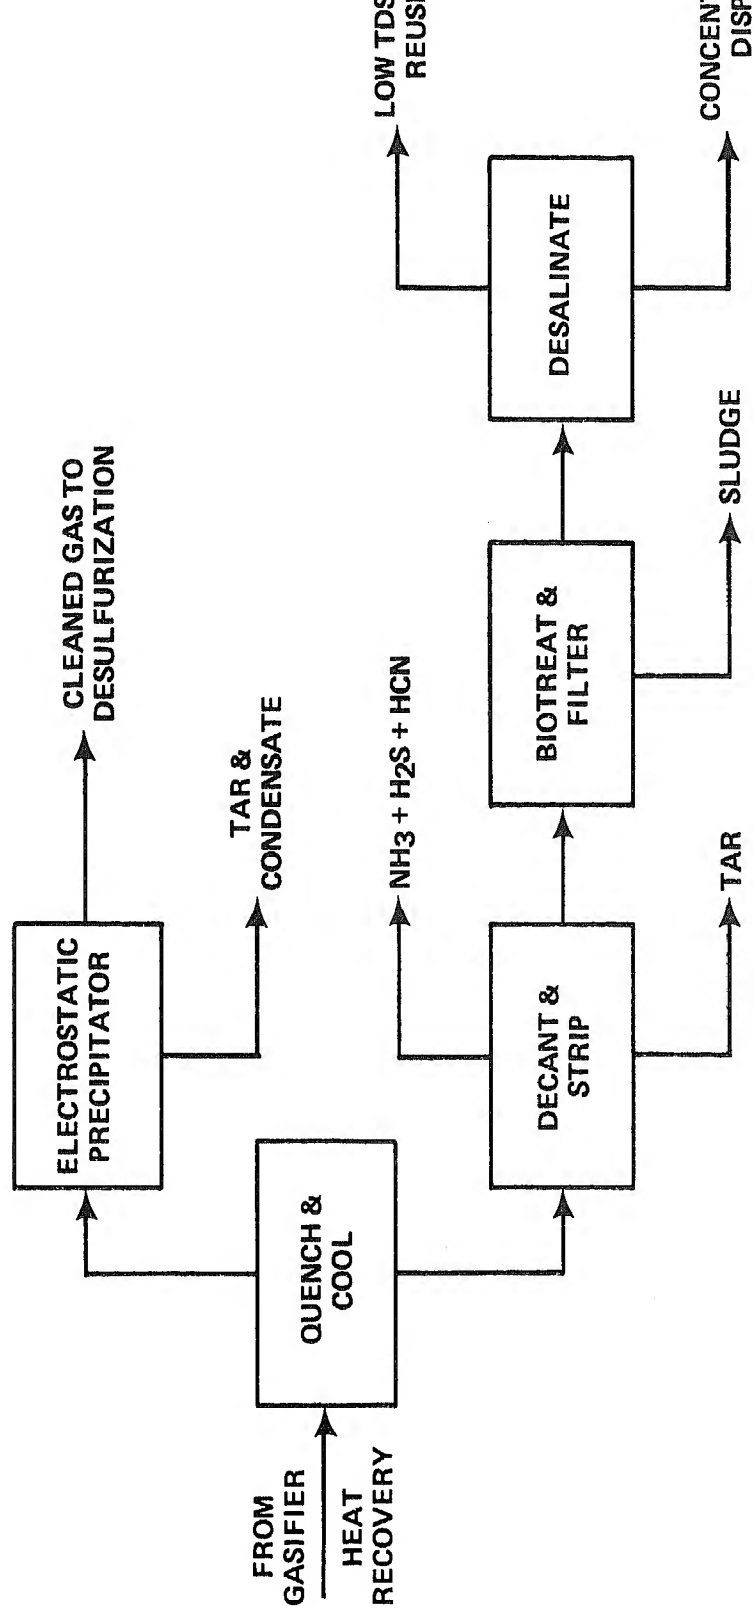 FROM
GASIFIER
HEAT
RECOVERY
QUENCH &
COOL
ELECTROSTATIC
PRECIPITATOR
CLEANED GAS TO
DESULFURIZATION
TAR &
CONDENSATE
DECANT &
STRIP
NH3 + H2S + HCN
TAR
BIOTREAT &
FILTER
SLUDGE
DESALINATE
LOW TDS